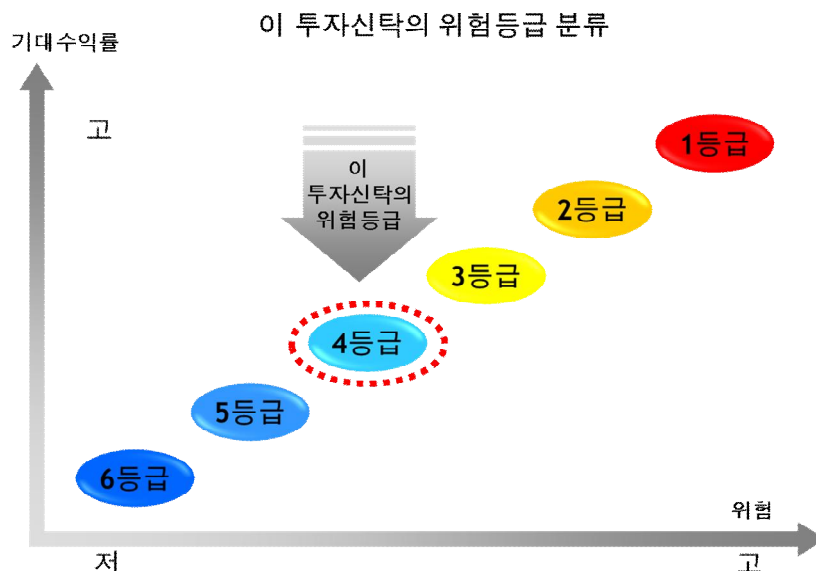 이 투자신탁의 위험등급 분류
기대수익률
고
1등급
이
투자신탁의
위험등급
2등급
3등급
4등급
5등급
6등급
위험
저
고